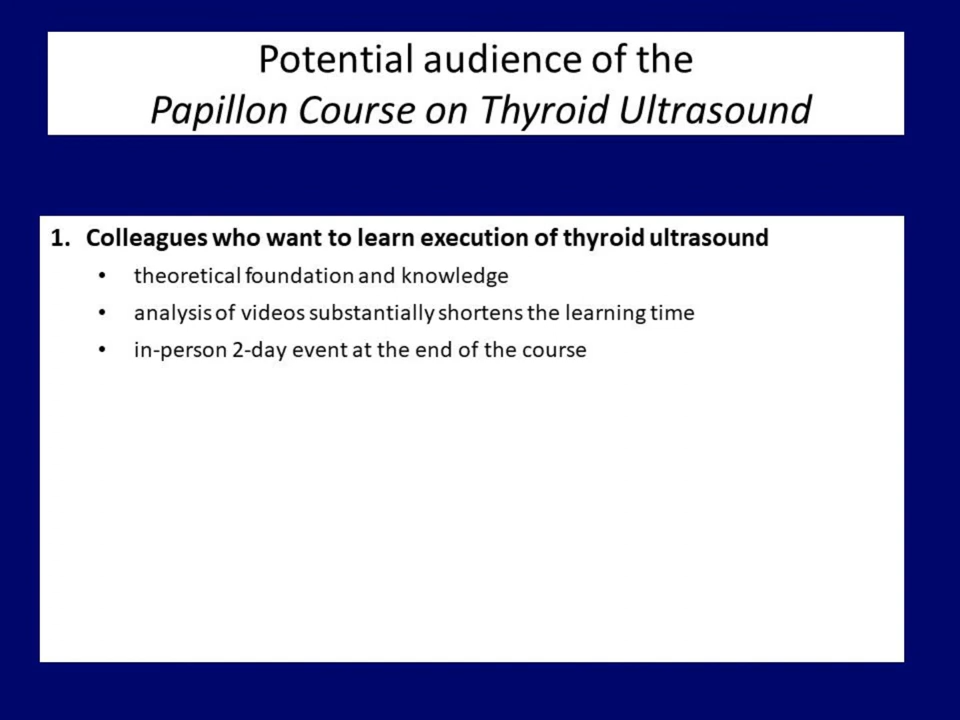 Potential audience of the
Papillon Course on Thyroid Ultrasound
1. Colleagues who want to learn execution of thyroid ultrasound
• theoretical foundation and knowledge
• analysis of videos substantially shortens the learning time
• in-person 2-day event at the end of the course